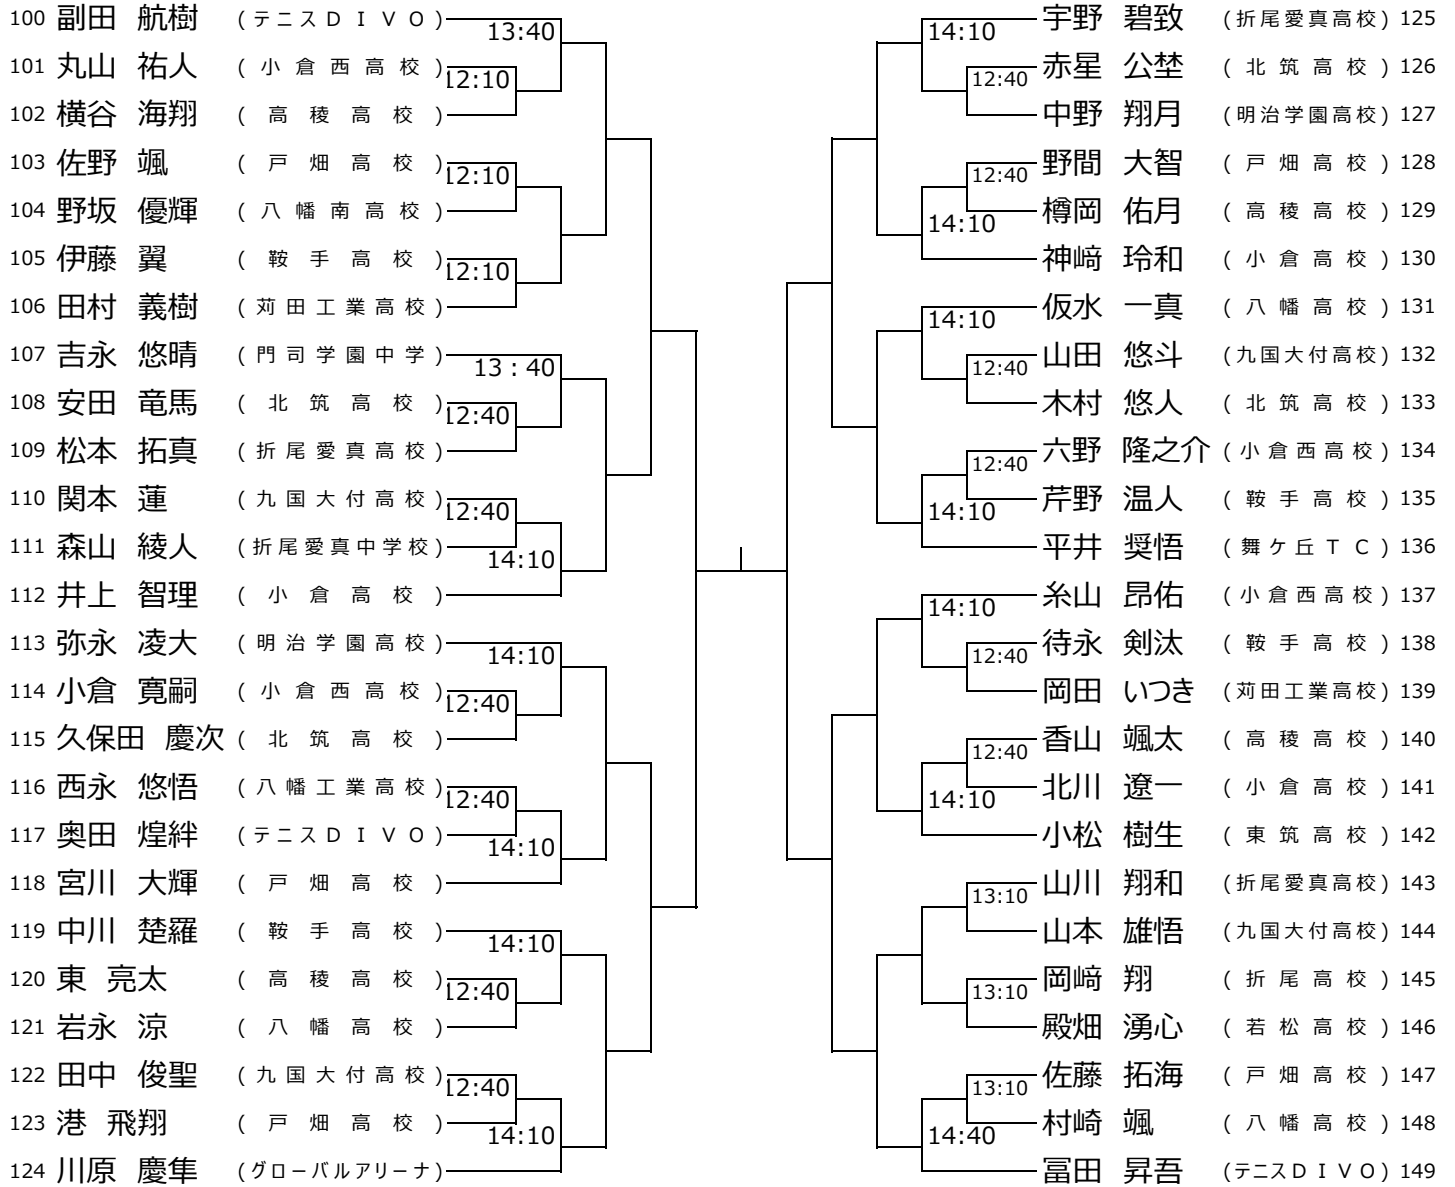 100 副田 航樹 (テニスＤＩＶＯ)
13:40
101 丸山 祐人 (小倉西高校)
12:10
102 横谷 海翔 (高稜高校)
103 佐野 颯 (戸畑高校)
12:10
104 野坂 優輝 (八幡南高校)
105 伊藤 翼 (鞍手高校)
12:10
106 田村 義樹 (苅田工業高校)
107 吉永 悠晴 (門司学園中学)
13：40
108 安田 竜馬 (北筑高校)
12:40
109 松本 拓真 (折尾愛真高校)
110 関本 蓮 (九国大付高校)
12:40
111 森山 綾人 (折尾愛真中学校)
14:10
112 井上 智理 (小倉高校)
113 弥永 凌大 (明治学園高校)
14:10
114 小倉 寛嗣 (小倉西高校)
12:40
115 久保田 慶次 (北筑高校)
116 西永 悠悟 (八幡工業高校)
12:40
117 奥田 煌絆 (テニスＤＩＶＯ)
14:10
118 宮川 大輝 (戸畑高校)
119 中川 楚羅 (鞍手高校)
14:10
120 東 亮太 (高稜高校)
12:40
121 岩永 涼 (八幡高校)
122 田中 俊聖 (九国大付高校)
12:40
123 港 飛翔 (戸畑高校)
14:10
124 川原 慶隼 (グローバルアリーナ)
宇野 碧致 (折尾愛真高校) 125
14:10
赤星 公埜 (北筑高校) 126
12:40
中野 翔月 (明治学園高校) 127
野間 大智 (戸畑高校) 128
12:40
樽岡 佑月 (高稜高校) 129
14:10
神﨑 玲和 (小倉高校) 130
仮水 一真 (八幡高校) 131
14:10
山田 悠斗 (九国大付高校) 132
12:40
木村 悠人 (北筑高校) 133
六野 隆之介 (小倉西高校) 134
12:40
芹野 温人 (鞍手高校) 135
14:10
平井 奨悟 (舞ケ丘ＴＣ) 136
糸山 昂佑 (小倉西高校) 137
14:10
待永 剣汰 (鞍手高校) 138
12:40
岡田 いつき (苅田工業高校) 139
香山 颯太 (高稜高校) 140
12:40
北川 遼一 (小倉高校) 141
14:10
小松 樹生 (東筑高校) 142
山川 翔和 (折尾愛真高校) 143
13:10
山本 雄悟 (九国大付高校) 144
岡﨑 翔 (折尾高校) 145
13:10
殿畑 湧心 (若松高校) 146
佐藤 拓海 (戸畑高校) 147
13:10
村崎 颯 (八幡高校) 148
14:40
冨田 昇吾 (テニスＤＩＶＯ) 149